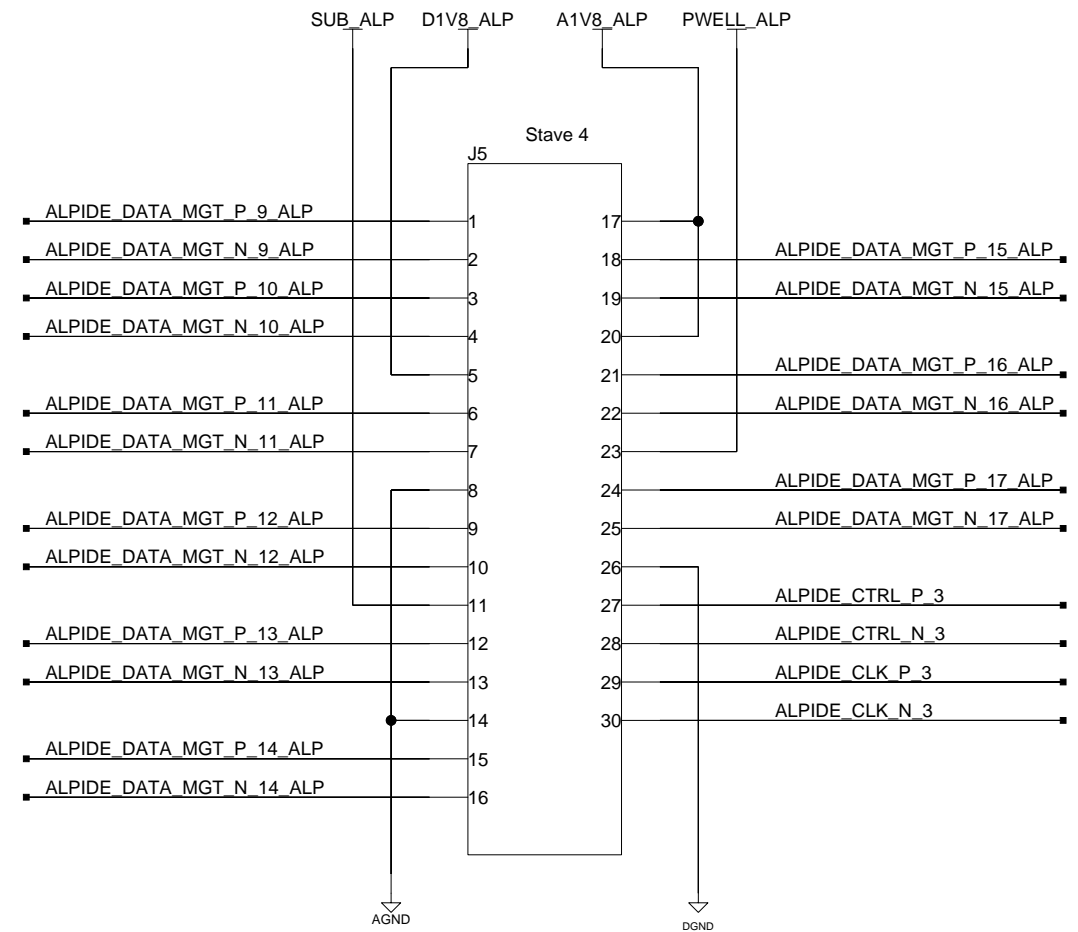 SUB_ALP D1V8_ALP A1V8_ALP PWELL_ALP
Stave 4
J5
ALPIDE_DATA_MGT_P_9_ALP 1
ALPIDE_DATA_MGT_N_9_ALP 2
ALPIDE_DATA_MGT_P_10_ALP 3
ALPIDE_DATA_MGT_N_10_ALP 4
5
ALPIDE_DATA_MGT_P_11_ALP 6
ALPIDE_DATA_MGT_N_11_ALP 7
8
ALPIDE_DATA_MGT_P_12_ALP 9
ALPIDE_DATA_MGT_N_12_ALP 10
11
ALPIDE_DATA_MGT_P_13_ALP 12
ALPIDE_DATA_MGT_N_13_ALP 13
14
ALPIDE_DATA_MGT_P_14_ALP 15
ALPIDE_DATA_MGT_N_14_ALP 16
17
18 ALPIDE_DATA_MGT_P_15_ALP
19 ALPIDE_DATA_MGT_N_15_ALP
20
21 ALPIDE_DATA_MGT_P_16_ALP
22 ALPIDE_DATA_MGT_N_16_ALP
23
24 ALPIDE_DATA_MGT_P_17_ALP
25 ALPIDE_DATA_MGT_N_17_ALP
26
27 ALPIDE_CTRL_P_3
28 ALPIDE_CTRL_N_3
29 ALPIDE_CLK_P_3
30 ALPIDE_CLK_N_3
AGND
DGND